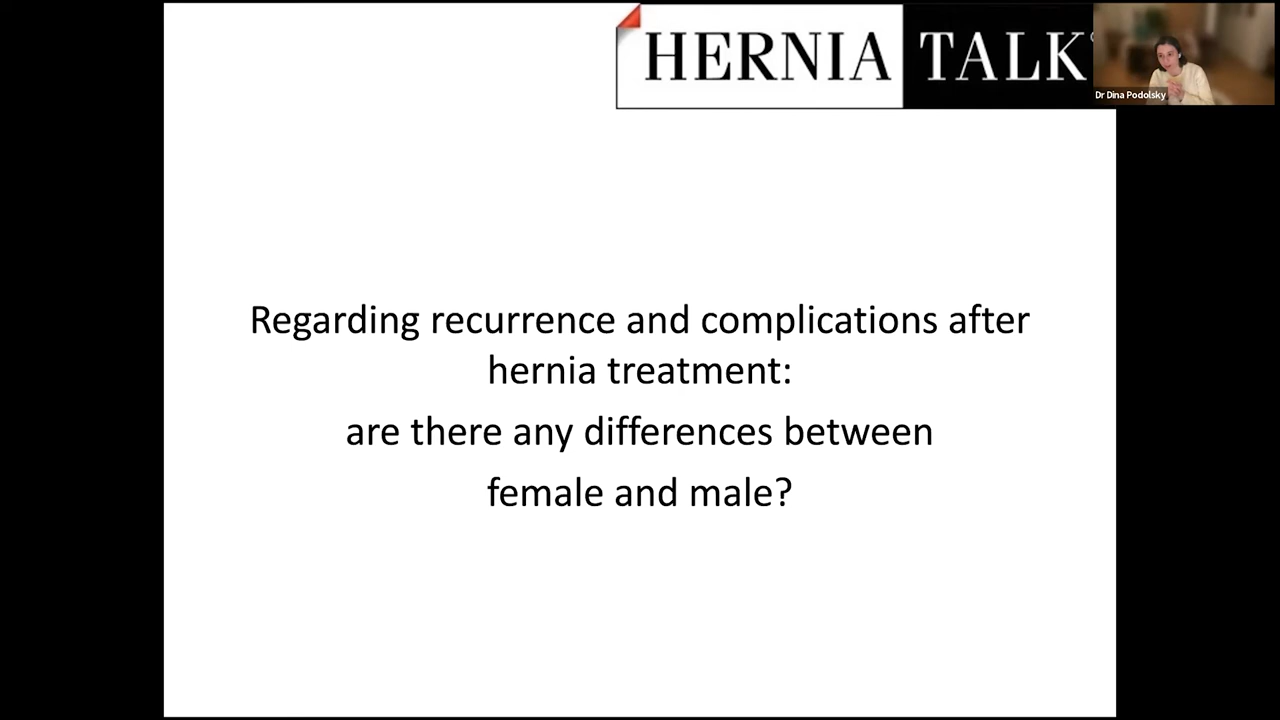 HERNIA TALK
Dr Dina Podolsky
Regarding recurrence and complications after
hernia treatment:
are there any differences between
female and male?